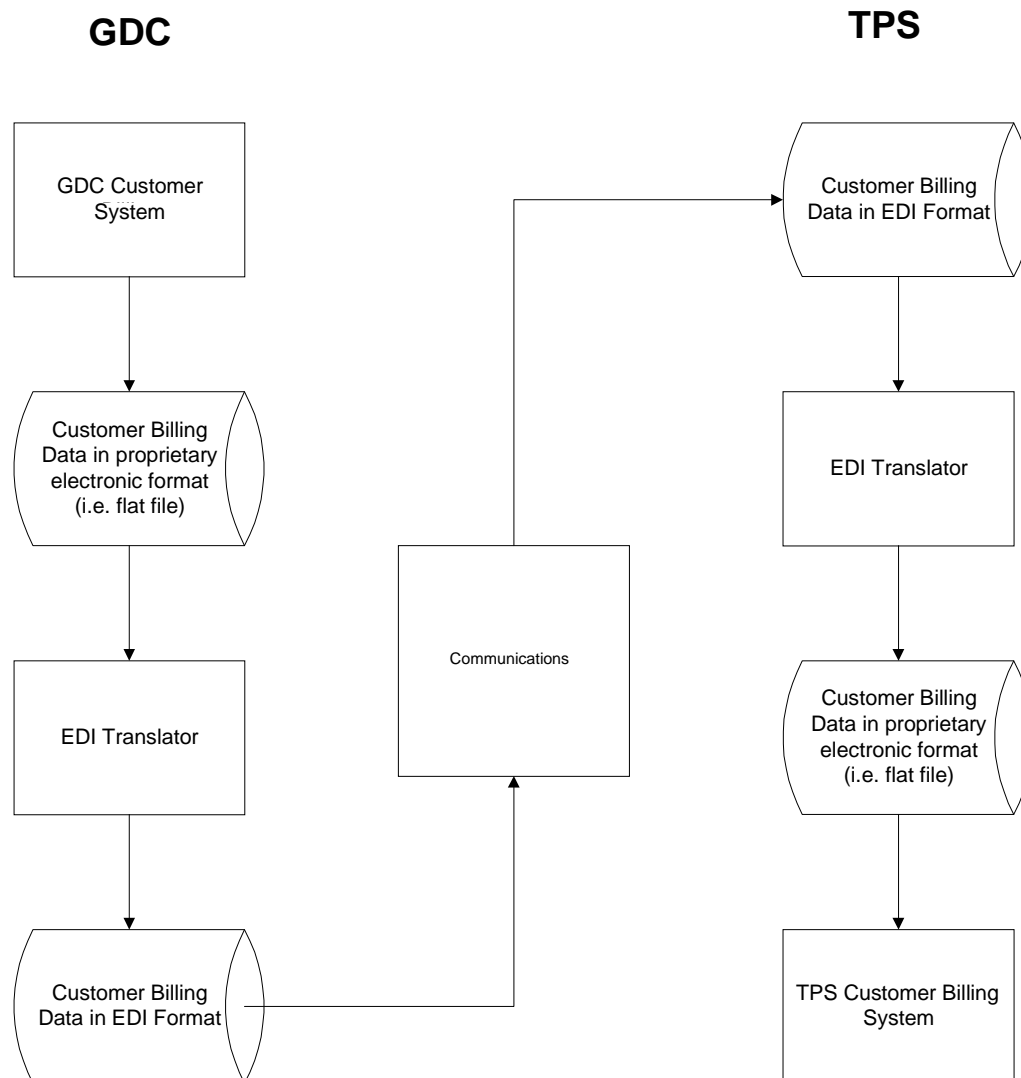 GDC
TPS
GDC Customer
System
Customer Billing
Data in proprietary
electronic format
(i.e. flat file)
EDI Translator
Customer Billing
Data in EDI Format
Communications
Customer Billing
Data in EDI Format
EDI Translator
Customer Billing
Data in proprietary
electronic format
(i.e. flat file)
TPS Customer Billing
System